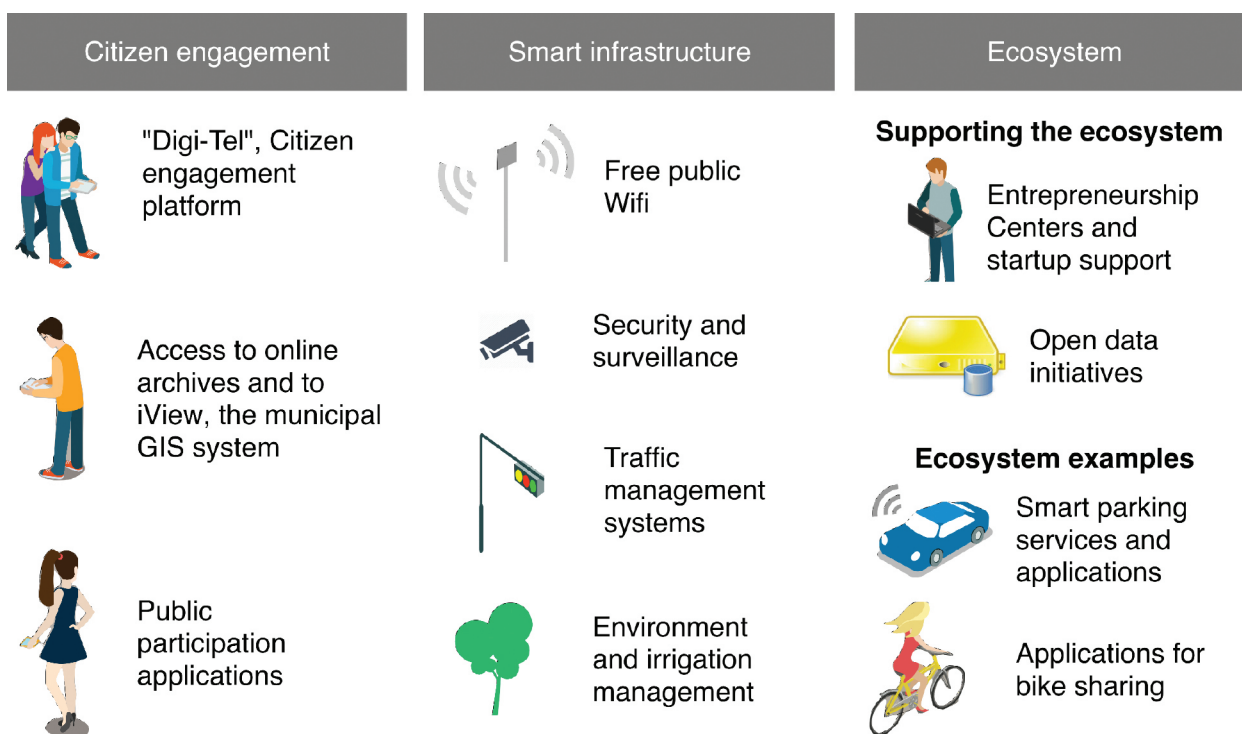 Citizen engagement
"Digi-Tel", Citizen
engagement
platform
Access to online
archives and to
iView, the municipal
GIS system
Public
participation
applications
Smart infrastructure
Free public
Wifi
Security and
surveillance
Traffic
management
systems
Environment
and irrigation
management
Ecosystem
Supporting the ecosystem
Entrepreneurship
Centers and
startup support
Open data
initiatives
Ecosystem examples
Smart parking
services and
applications
Applications for
bike sharing